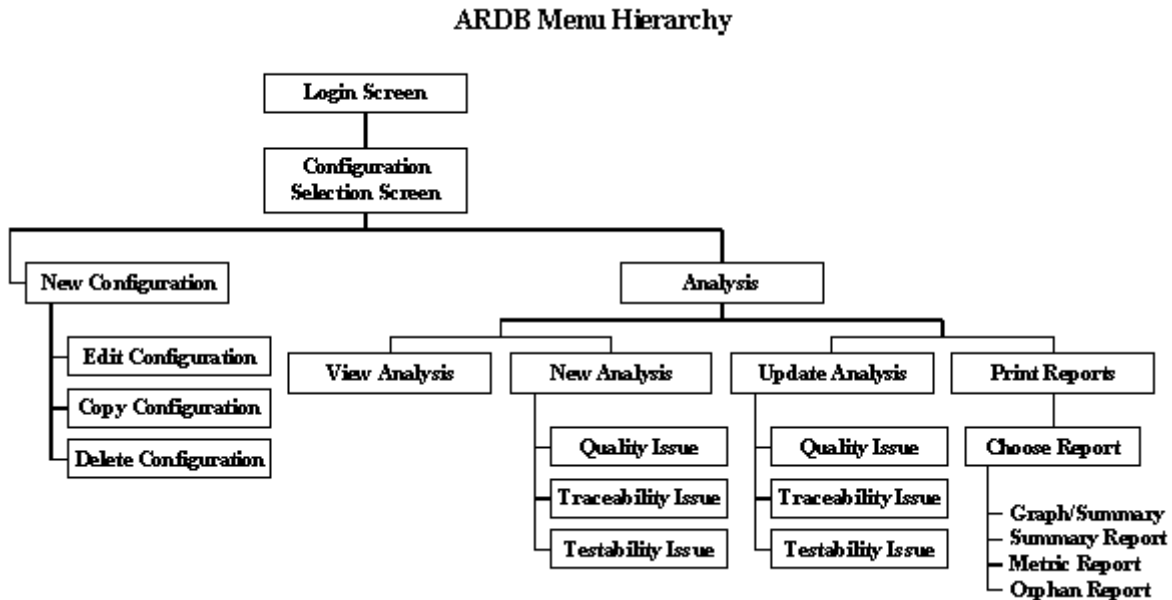 ARDB Menu Hierarchy
Login Screen
Configuration
Selection Screen
New Configuration
Analysis
Edit Configuration
Copy Configuration
Delete Configuration
View Analysis
New Analysis
Update Analysis
Print Reports
Quality Issue
Traceability Issue
Testability Issue
Quality Issue
Traceability Issue
Testability Issue
Choose Report
Graph/Summary
Summary Report
Metric Report
Orphan Report